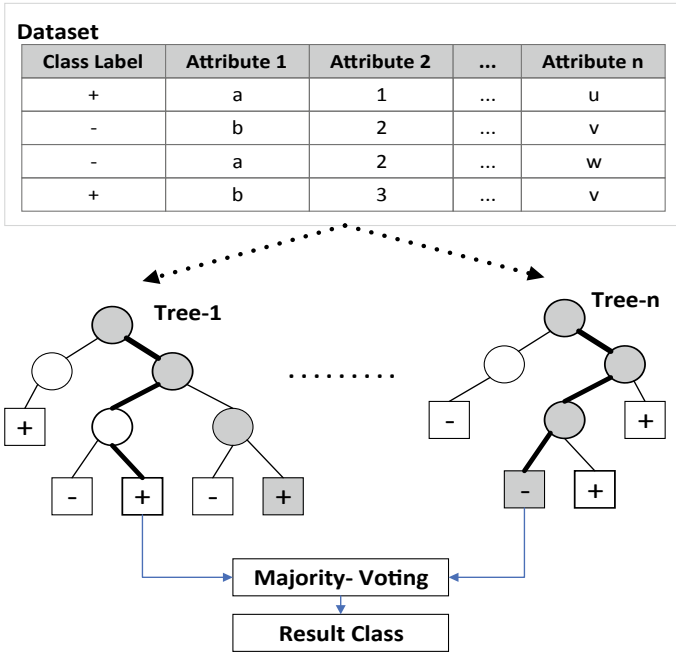 Dataset
Class Label Attribute 1 Attribute 2 ... Attribute n
+ a 1 ... u
- b 2 ... v
- a 2 ... w
+ b 3 ... v
Tree-1
Tree-n
.........
+
-
+
- + - +
- +
Majority- Voting
Result Class